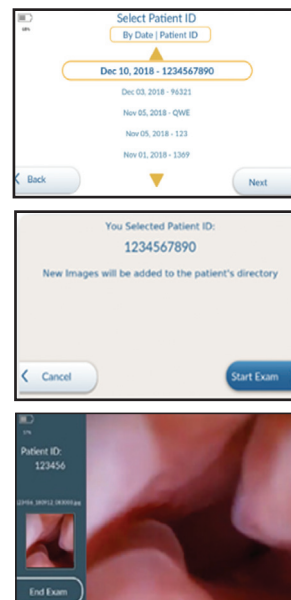 Select Patient ID
By Date | Patient ID
Dec 10, 2018 - 1234567890
Dec 03, 2018 - 96321
Nov 05, 2018 - QWE
Nov 05, 2018 - 123
Nov 01, 2018 - 1369
Back
Next
You Selected Patient ID:
1234567890
New Images will be added to the patient's directory
Cancel
Start Exam
Patient ID:
123456
End Exam